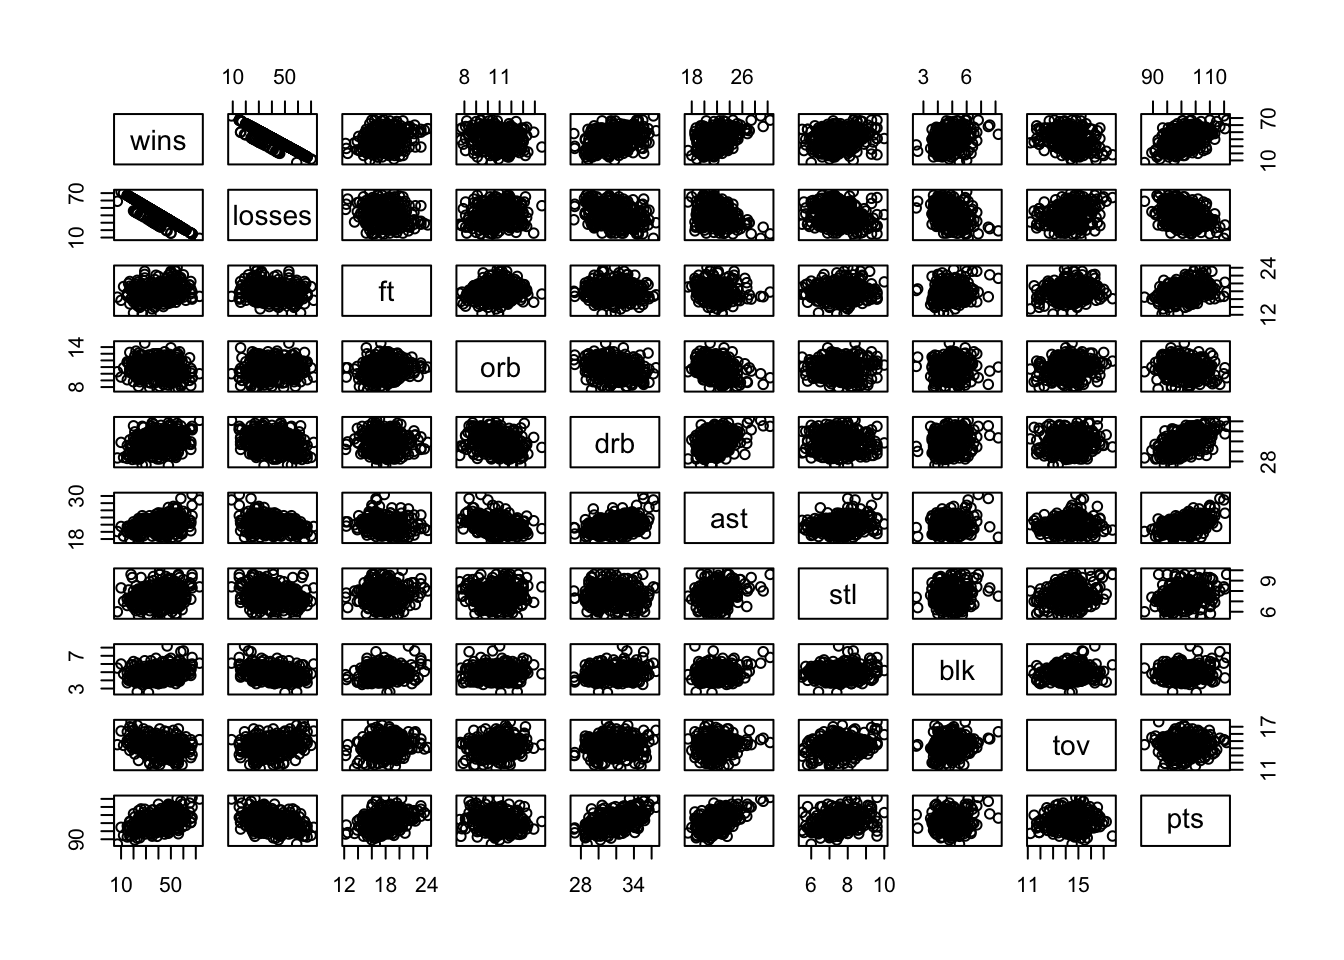 10 50 8 11 18 26 3 6 90 110
wins 10 70
10 70 losses
ft 12 24
8 14 orb
drb 28
18 30 ast
stl 6 9
3 7 blk
tov 11 17
90 pts
10 50 12 18 24 28 34 6 8 10 11 15